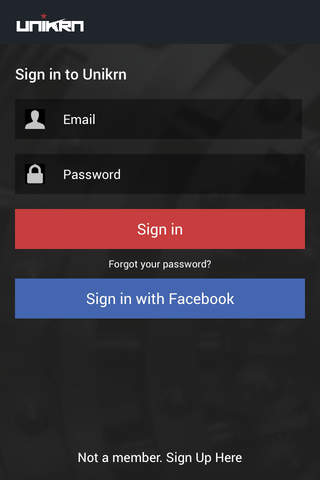 UNIKRN
Sign in to Unikrn
Email
Password
Sign in
Forgot your password?
Sign in with Facebook
Not a member. Sign Up Here